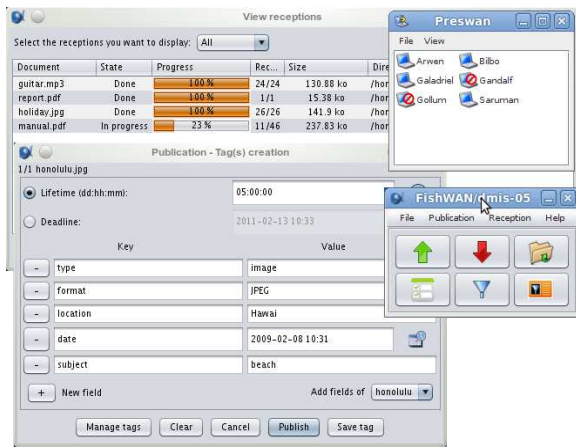 View receptions
Select the receptions you want to display: All
Document State Progress Rec... Size Dire
guitar.mp3 Done 100 % 24/24 130.88 ko /hor
report.pdf Done 100 % 1/1 15.38 ko /hor
holiday.jpg Done 100 % 26/26 141.9 ko /hor
manual.pdf In progress 23 % 11/46 237.83 ko /hor
Preswan
File View
Arwen Bilbo
Galadriel Gandalf
Gollum Saruman
Publication - Tag(s) creation
1/1 honolulu.jpg
Lifetime (dd:hh:mm): 05:00:00
Deadline: 2011-02-13 10:33
Key Value
- type image
- format JPEG
- location Hawai
- date 2009-02-08 10:31
- subject beach
+ New field Add fields of honolulu
Manage tags Clear Cancel Publish Save tag
FishWAN/dmis-05
File Publication Reception Help